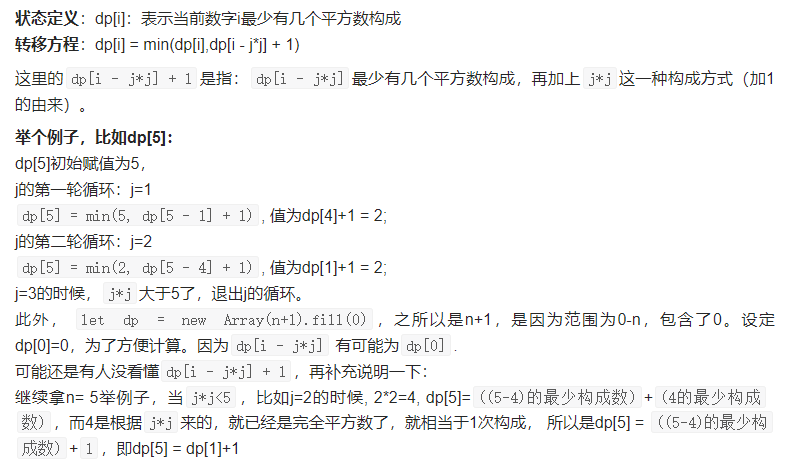 状态定义：dp[i]：表示当前数字i最少有几个平方数构成
转移方程：dp[i] = min(dp[i],dp[i - j*j] + 1)
这里的 dp[i - j*j] + 1 是指： dp[i - j*j] 最少有几个平方数构成，再加上 j*j 这一种构成方式（加1
的由来）。
举个例子，比如dp[5]：
dp[5]初始赋值为5，
j的第一轮循环：j=1
dp[5] = min(5, dp[5 - 1] + 1) , 值为dp[4]+1 = 2;
j的第二轮循环：j=2
dp[5] = min(2, dp[5 - 4] + 1) , 值为dp[1]+1 = 2;
j=3的时候， j*j 大于5了，退出j的循环。
此外， let dp = new Array(n+1).fill(0) ，之所以是n+1，是因为范围为0-n，包含了0。设定
dp[0]=0，为了方便计算。因为 dp[i - j*j] 有可能为 dp[0] .
可能还是有人没看懂 dp[i - j*j] + 1 ，再补充说明一下：
继续拿n= 5举例子，当 j*j<5 ，比如j=2的时候, 2*2=4, dp[5]= ((5-4)的最少构成数) + (4的最少构成
数) ，而4是根据 j*j 来的，就已经是完全平方数了，就相当于1次构成， 所以是dp[5] = ((5-4)的最少构
成数) + 1 ，即dp[5] = dp[1]+1